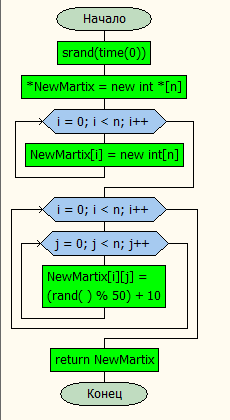 Начало
srand(time(0))
*NewMartix = new int *[n]
i = 0; i < n; i++
NewMartix[i] = new int[n]
i = 0; i < n; i++
j = 0; j < n; j++
NewMartix[i][j] =
(rand( ) % 50) + 10
return NewMartix
Конец